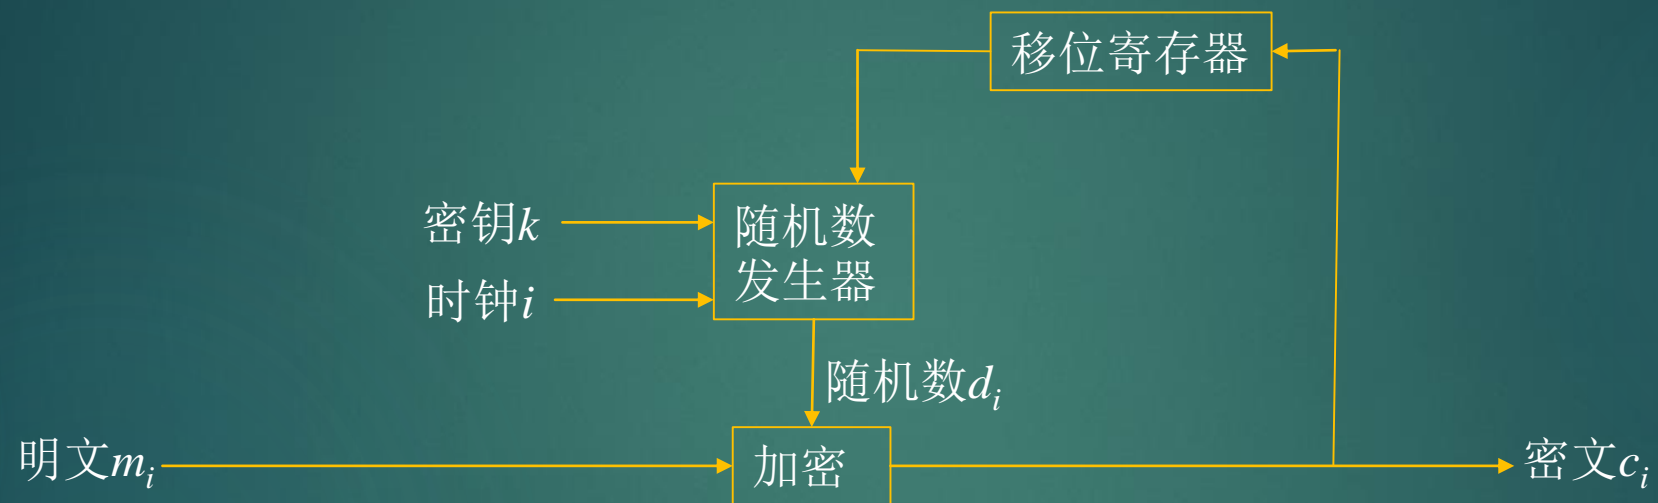 移位寄存器
密钥k
随机数
发生器
时钟i
随机数dᵢ
明文mᵢ
加密
密文cᵢ